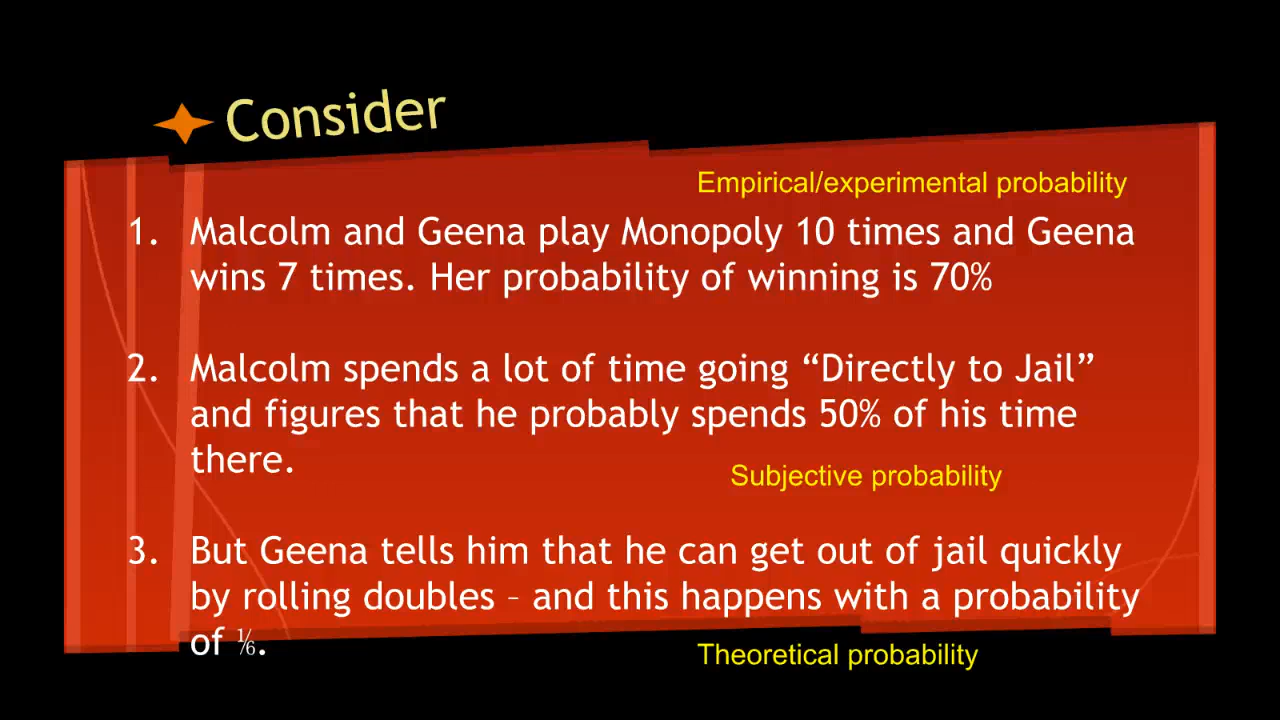 Consider
Empirical/experimental probability
1. Malcolm and Geena play Monopoly 10 times and Geena
wins 7 times. Her probability of winning is 70%
2. Malcolm spends a lot of time going “Directly to Jail”
and figures that he probably spends 50% of his time
there.
Subjective probability
3. But Geena tells him that he can get out of jail quickly
by rolling doubles – and this happens with a probability
of ⅙.
Theoretical probability